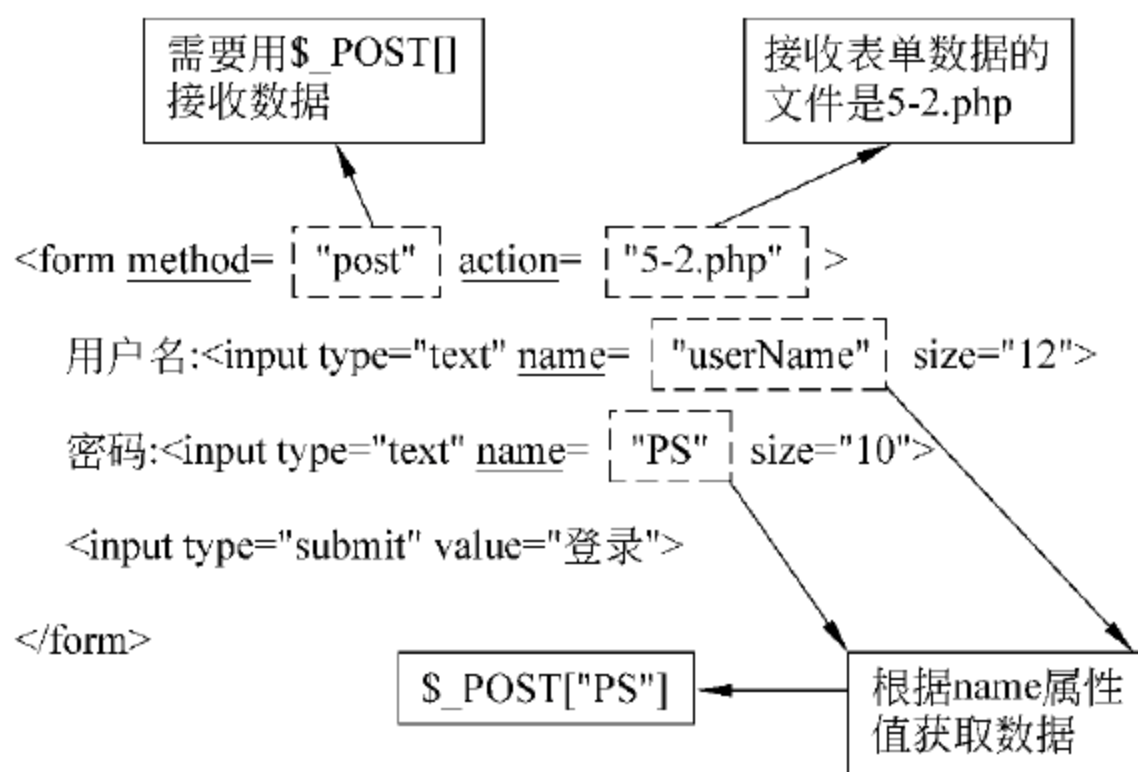 需要用$_POST[]
接收数据
接收表单数据的
文件是5-2.php
<form method= "post" action= "5-2.php" >
用户名:<input type="text" name= "userName" size="12">
密码:<input type="text" name= "PS" size="10">
<input type="submit" value="登录">
</form>
$_POST["PS"]
根据name属性
值获取数据